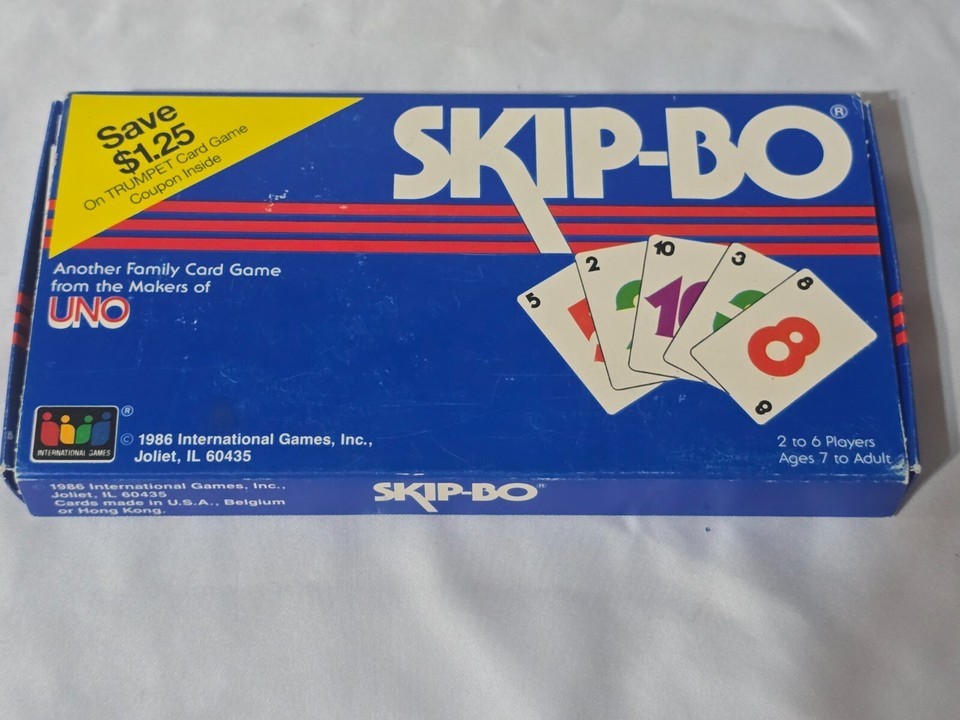 Save
$1.25
On TRUMPET Card Game
Coupon Inside
SKIP-BO®
Another Family Card Game
from the Makers of
UNO
5
2
10
3
8
5
2
10
3
8
8
INTERNATIONAL GAMES
®
© 1986 International Games, Inc.,
Joliet, IL 60435
2 to 6 Players
Ages 7 to Adult
1986 International Games, Inc.,
Joliet, IL 60435
Cards made in U.S.A., Belgium
or Hong Kong.
SKIP-BO®